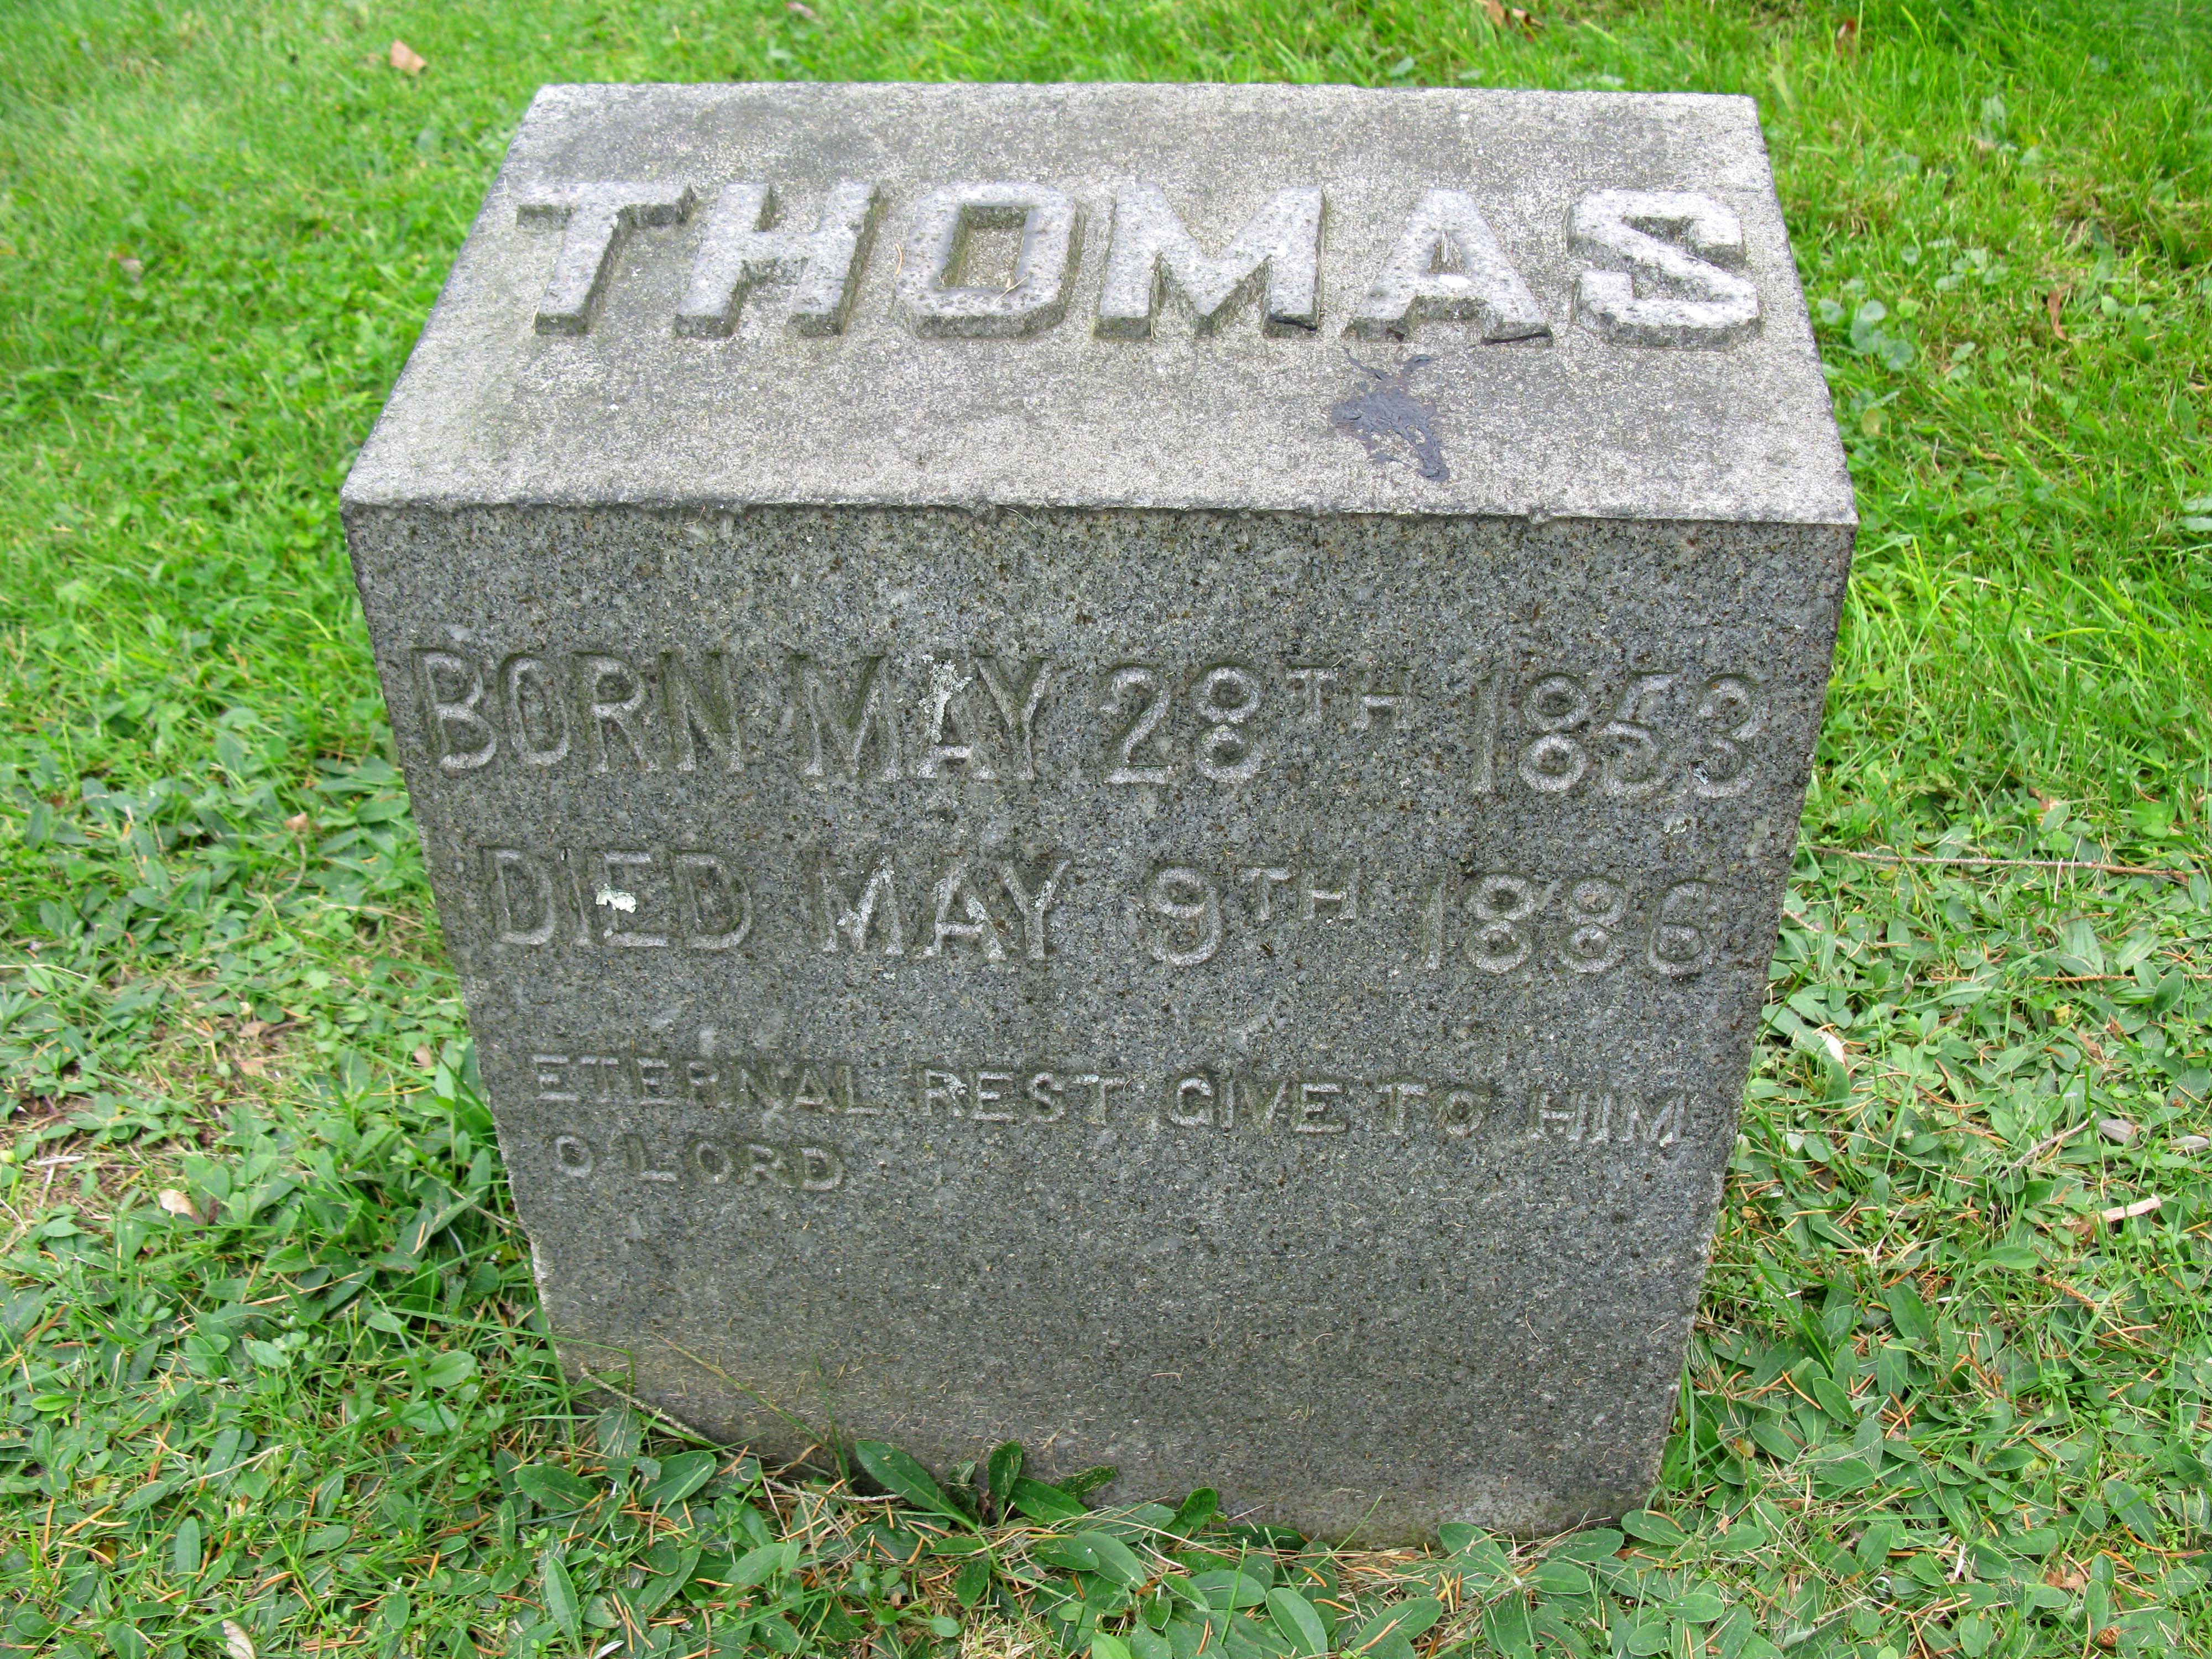 THOMAS
BORN MAY 28TH 1853
DIED MAY 9TH 1886
ETERNAL REST GIVE TO HIM
O LORD